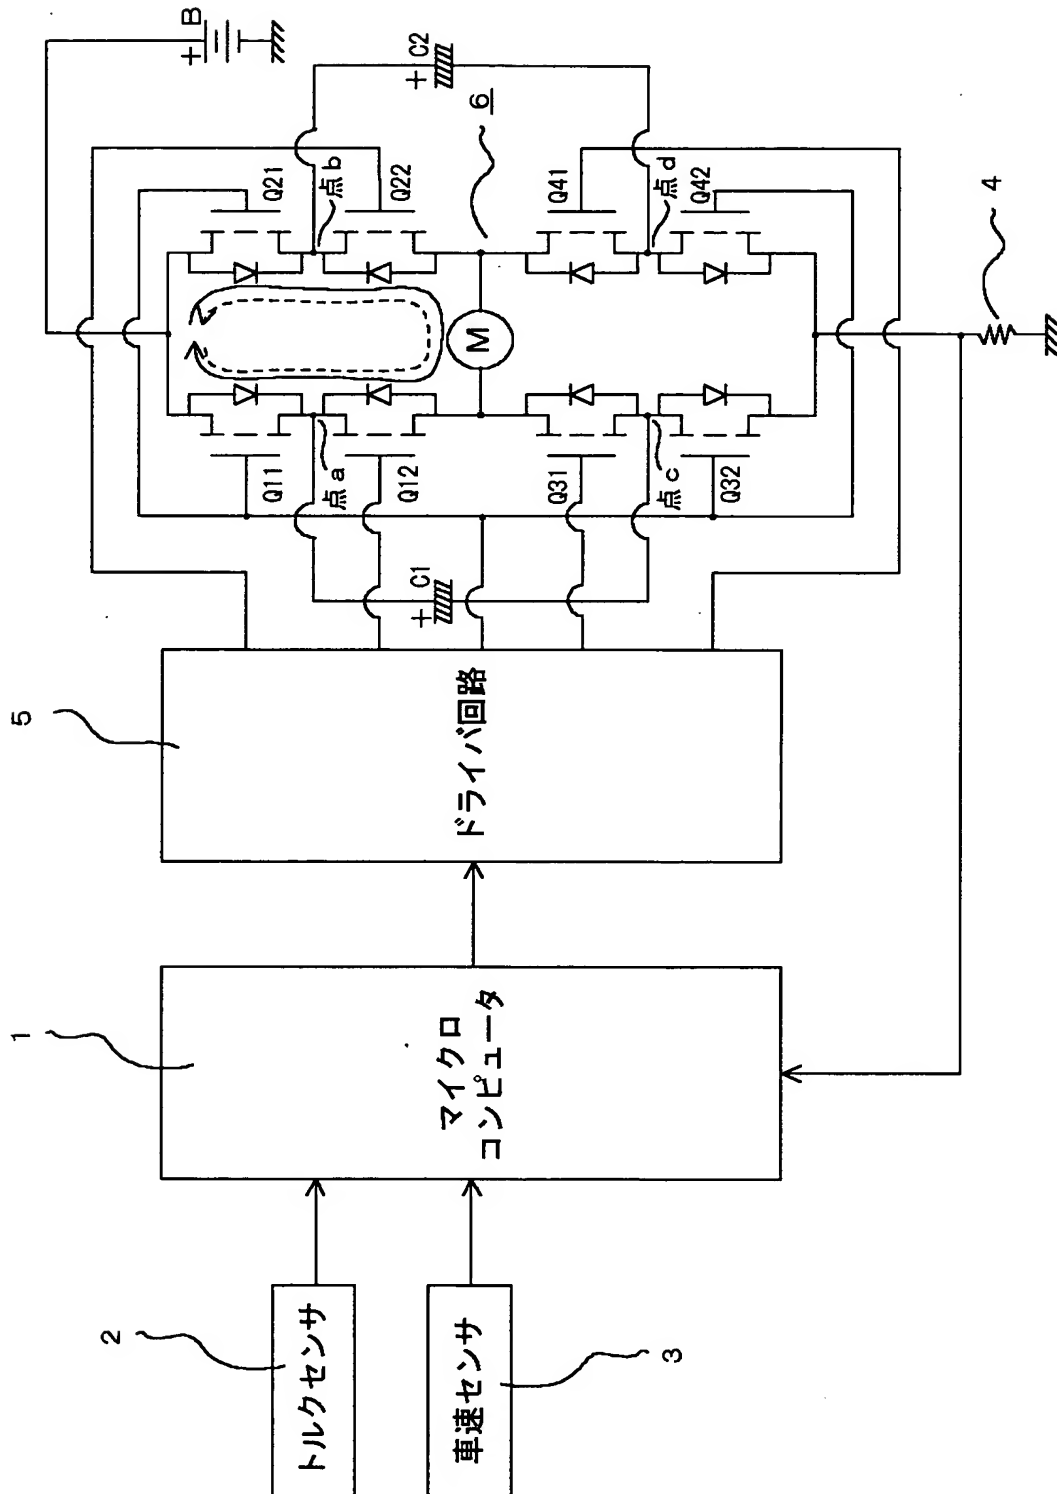 B
+
C2
+
6
Q21
点b
Q22
Q41
点d
Q42
4
M
Q11
点a
Q12
Q31
点c
Q32
C1
+
5
ドライバ回路
1
マイクロ
コンピュータ
2
トルクセンサ
3
車速センサ